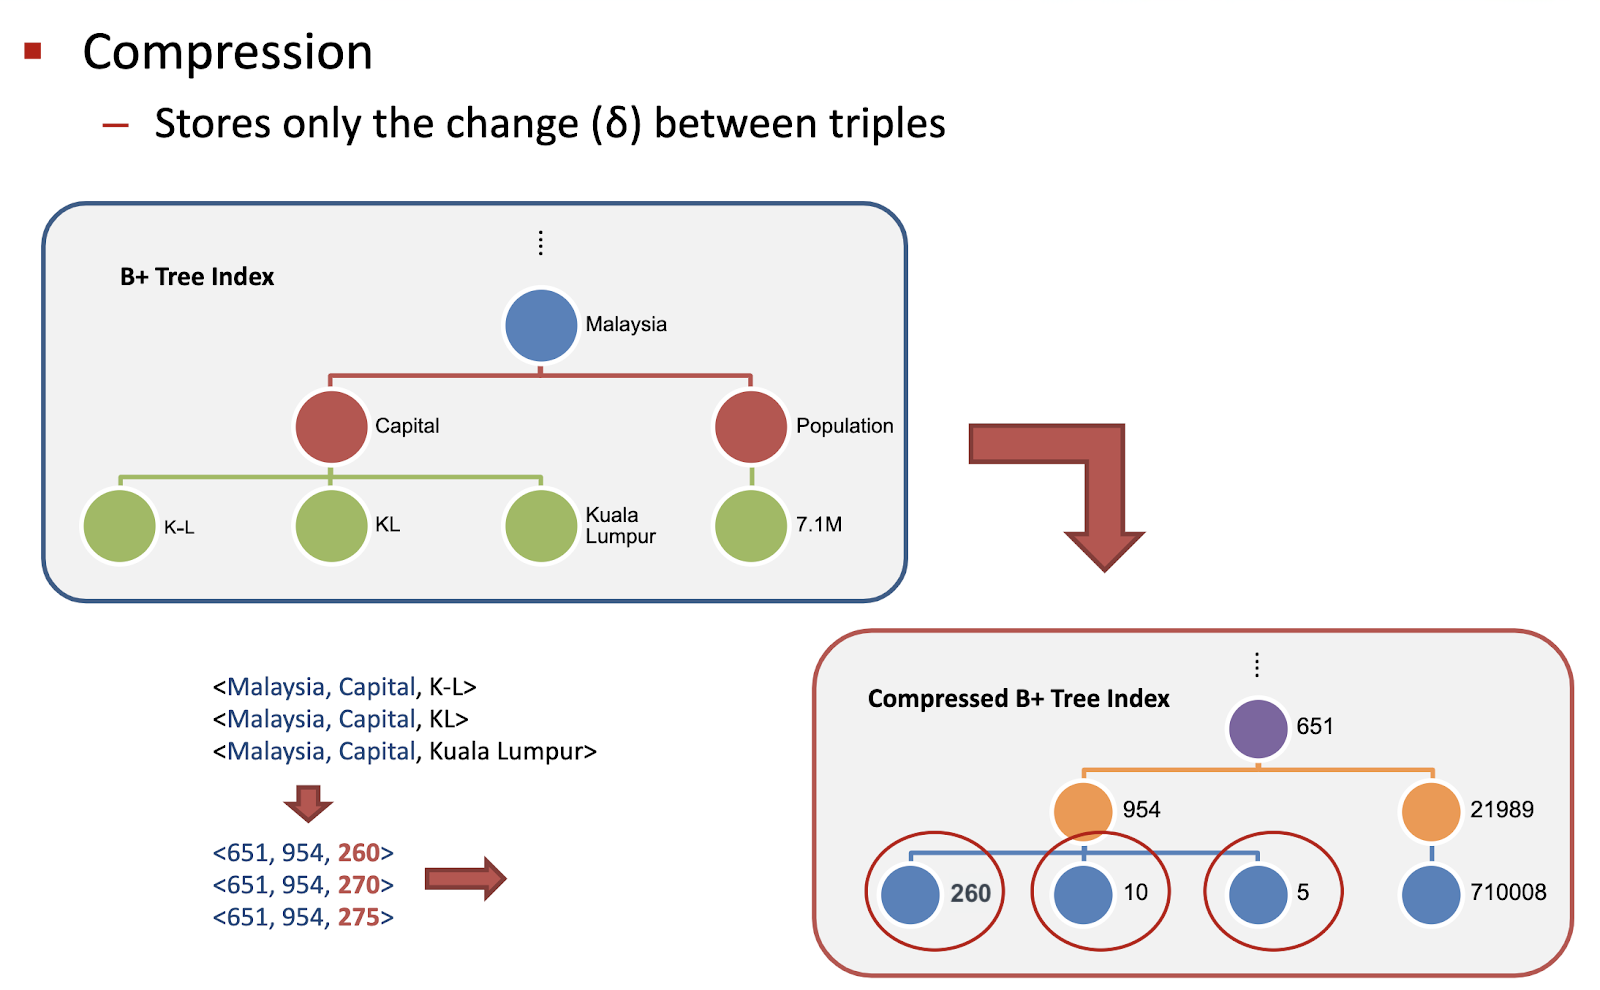 Compression
– Stores only the change (δ) between triples
B+ Tree Index
Malaysia
Capital
Population
K-L
KL
Kuala
Lumpur
7.1M
<Malaysia, Capital, K-L>
<Malaysia, Capital, KL>
<Malaysia, Capital, Kuala Lumpur>
<651, 954, 260>
<651, 954, 270>
<651, 954, 275>
Compressed B+ Tree Index
651
954
21989
260
10
5
710008